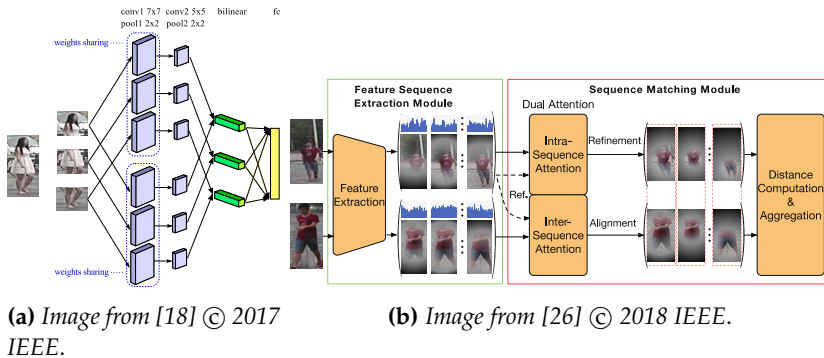 conv1 7x7 conv2 5x5 bilinear fc
pool1 2x2 pool2 2x2
weights sharing
weights sharing
(a) Image from [18] © 2017
IEEE.
Feature Sequence
Extraction Module
Sequence Matching Module
Dual Attention
Feature
Extraction
Intra-
Sequence
Attention
Refinement
Ref.
Inter-
Sequence
Attention
Alignment
Distance
Computation
&
Aggregation
(b) Image from [26] © 2018 IEEE.